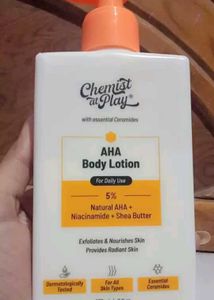 Chemist
at Play®
with essential Ceramides
AHA
Body Lotion
For Daily Use
5%
Natural AHA +
Niacinamide + Shea Butter
Exfoliates & Nourishes Skin
Provides Radiant Skin
Dermatologically
Tested
For All
Skin Types
Essential
Ceramides